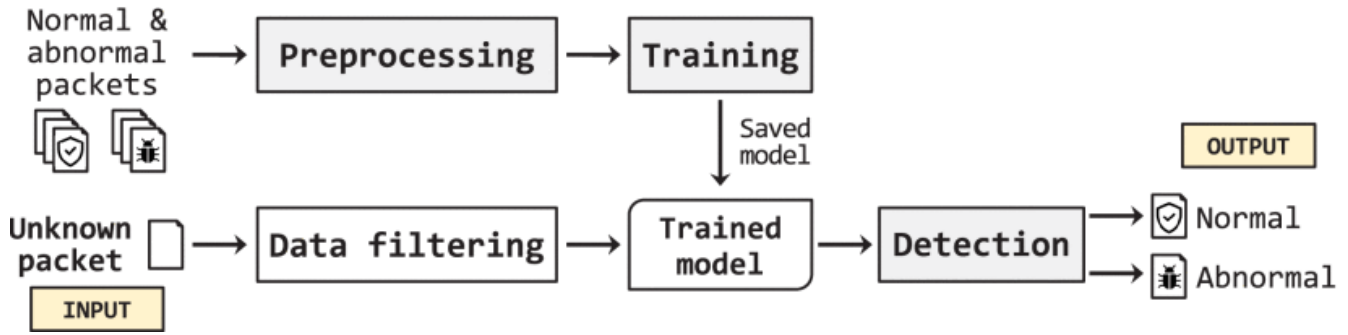 Normal &
abnormal
packets
Preprocessing
Training
Saved
model
OUTPUT
Unknown
packet
Data filtering
Trained
model
Detection
Normal
Abnormal
INPUT